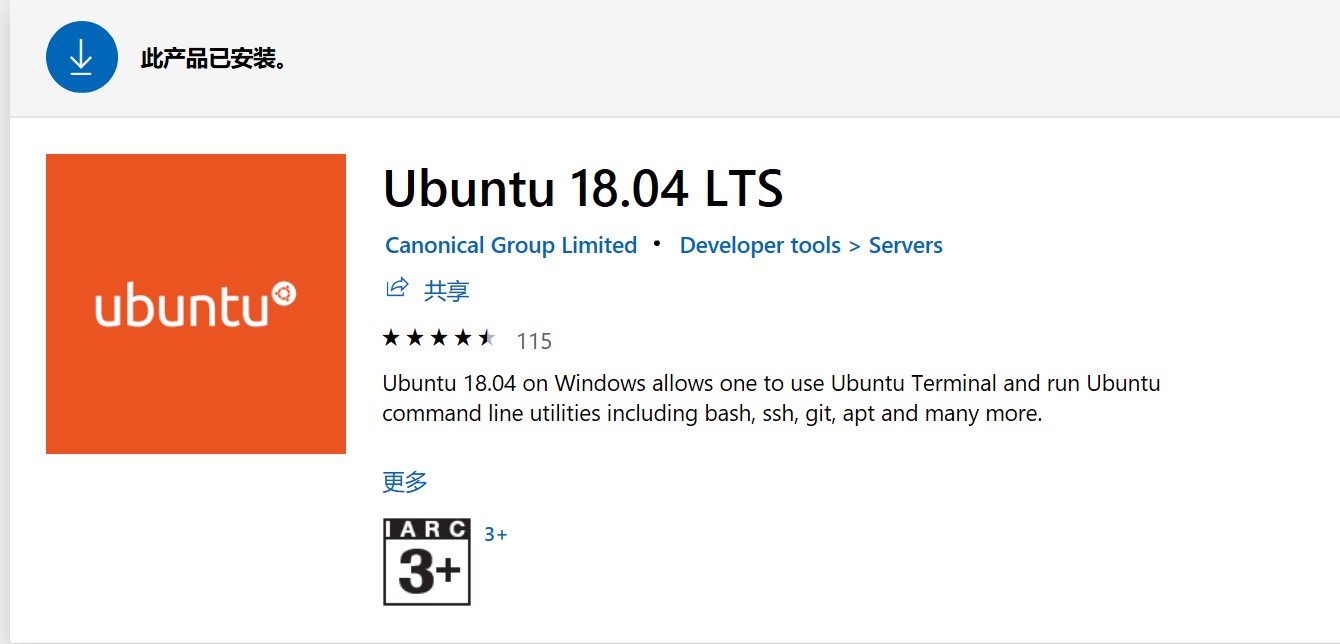 此产品已安装。
ubuntu
Ubuntu 18.04 LTS
Canonical Group Limited • Developer tools > Servers
共享
115
Ubuntu 18.04 on Windows allows one to use Ubuntu Terminal and run Ubuntu
command line utilities including bash, ssh, git, apt and many more.
更多
IARC
3+
3+